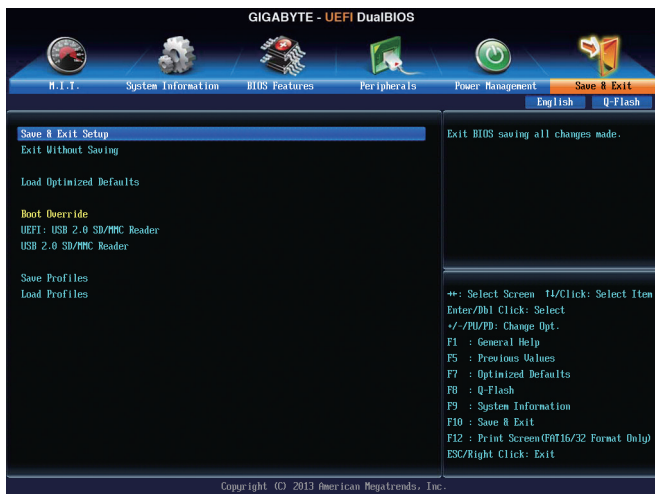 GIGABYTE - UEFI DualBIOS
M.I.T.
System Information
BIOS Features
Peripherals
Power Management
Save & Exit
English
Q-Flash
Save & Exit Setup
Exit Without Saving
Load Optimized Defaults
Boot Override
UEFI: USB 2.0 SD/MMC Reader
USB 2.0 SD/MMC Reader
Save Profiles
Load Profiles
Exit BIOS saving all changes made.
→←: Select Screen ↑↓/Click: Select Item
Enter/Dbl Click: Select
+/-/PU/PD: Change Opt.
F1 : General Help
F5 : Previous Values
F7 : Optimized Defaults
F8 : Q-Flash
F9 : System Information
F10 : Save & Exit
F12 : Print Screen(FAT16/32 Format Only)
ESC/Right Click: Exit
Copyright (C) 2013 American Megatrends, Inc.